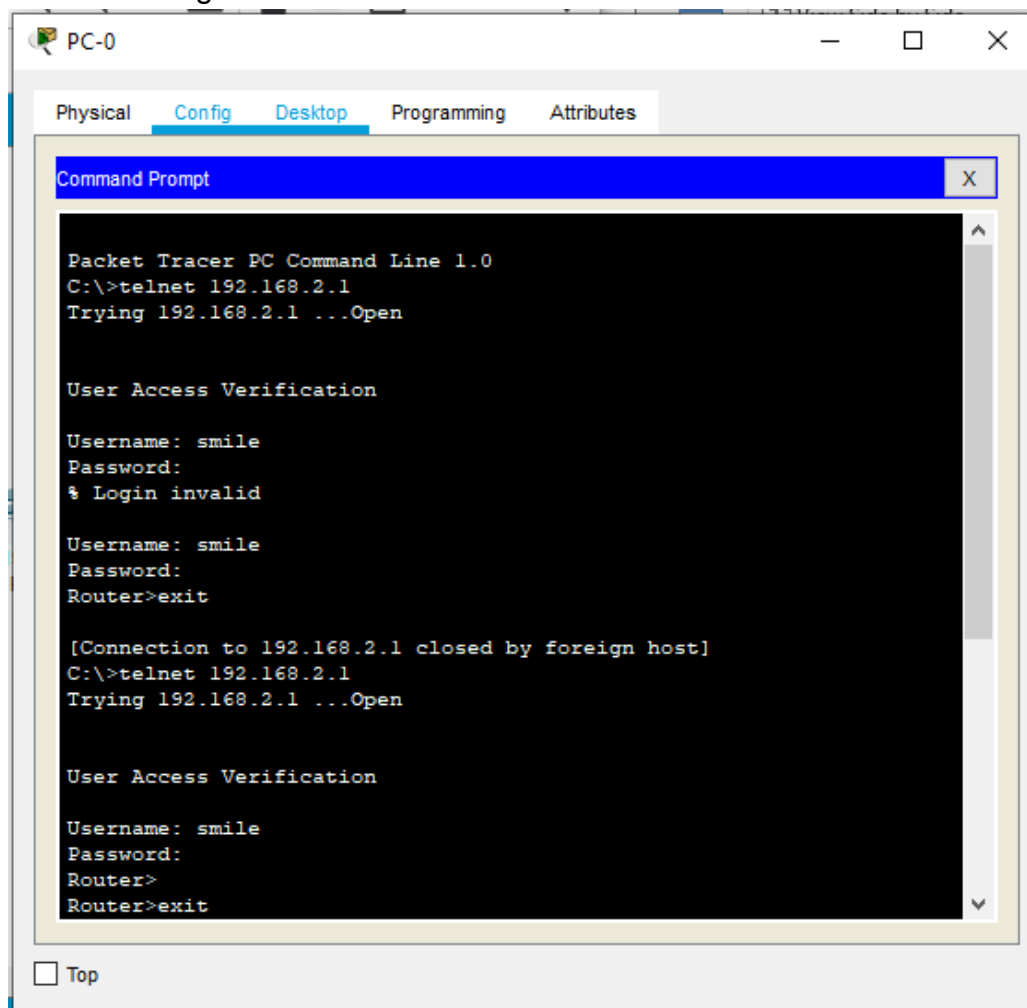 PC-0
Physical Config Desktop Programming Attributes
Command Prompt
X
Packet Tracer PC Command Line 1.0
C:\>telnet 192.168.2.1
Trying 192.168.2.1 ...Open
User Access Verification
Username: smile
Password:
% Login invalid
Username: smile
Password:
Router>exit
[Connection to 192.168.2.1 closed by foreign host]
C:\>telnet 192.168.2.1
Trying 192.168.2.1 ...Open
User Access Verification
Username: smile
Password:
Router>
Router>exit
Top